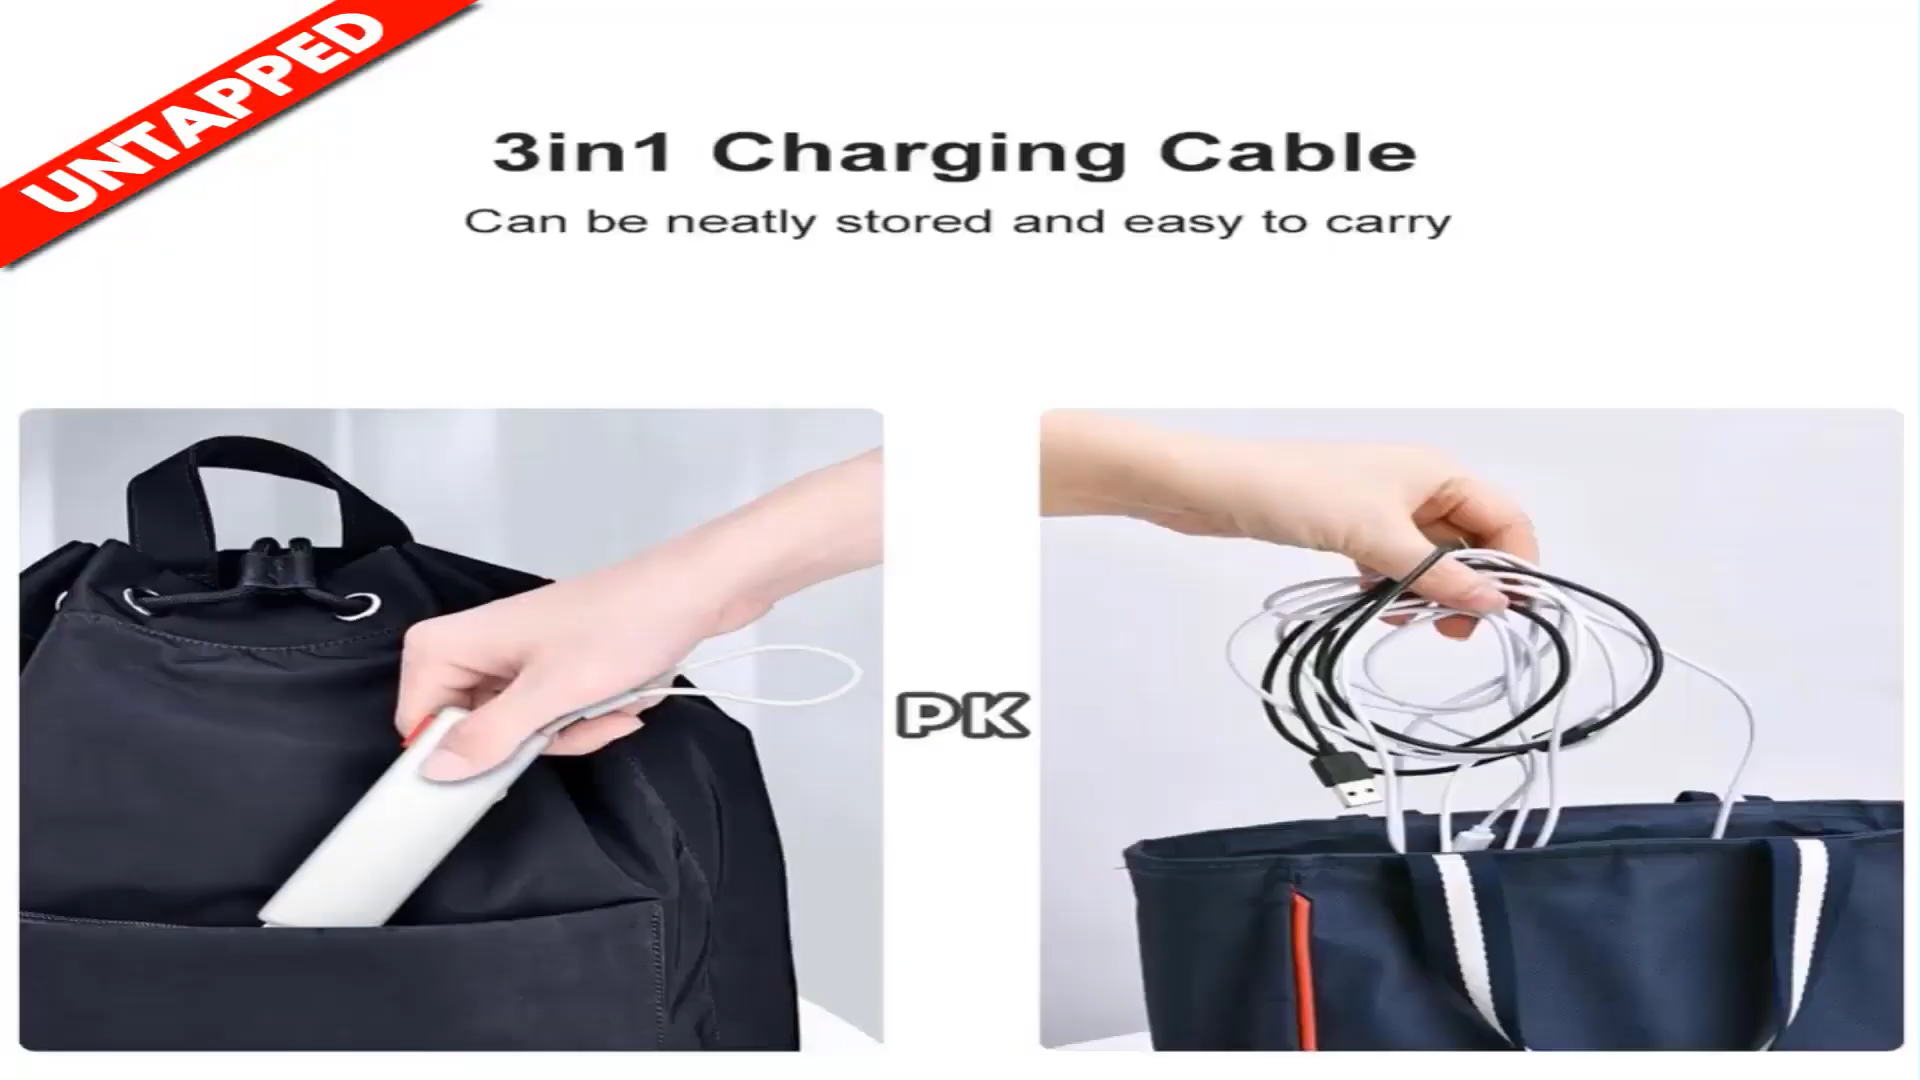 UNTAPPED
3in1 Charging Cable
Can be neatly stored and easy to carry
PK